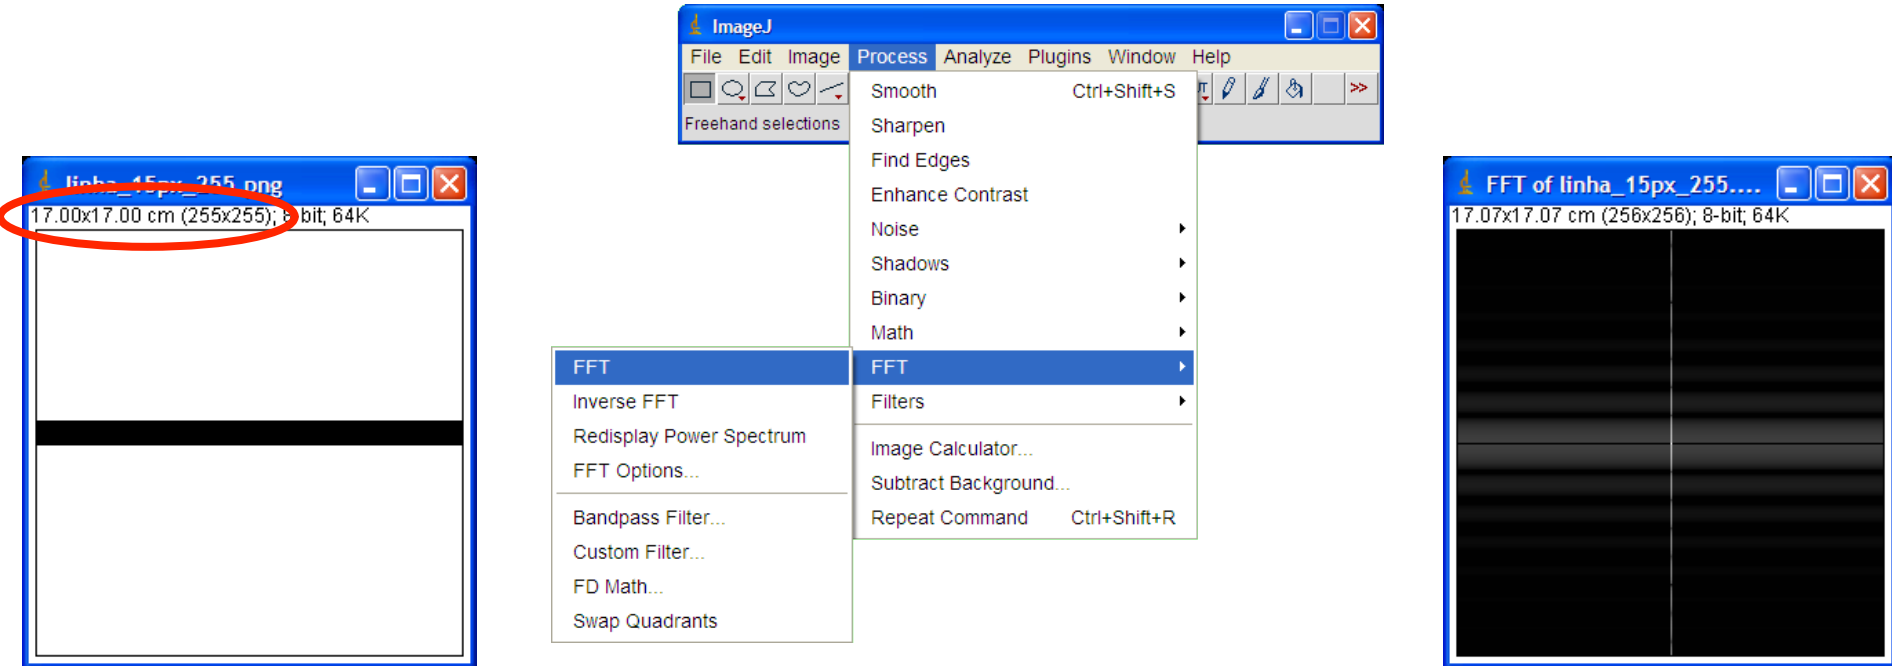 ImageJ
File Edit Image Process Analyze Plugins Window Help
Freehand selections
Smooth Ctrl+Shift+S
Sharpen
Find Edges
Enhance Contrast
Noise
Shadows
Binary
Math
FFT
Filters
Image Calculator...
Subtract Background...
Repeat Command Ctrl+Shift+R
FFT
Inverse FFT
Redisplay Power Spectrum
FFT Options...
Bandpass Filter...
Custom Filter...
FD Math...
Swap Quadrants
linha_15px_255.png
17.00x17.00 cm (255x255); 8-bit; 64K
FFT of linha_15px_255....
17.07x17.07 cm (256x256); 8-bit; 64K